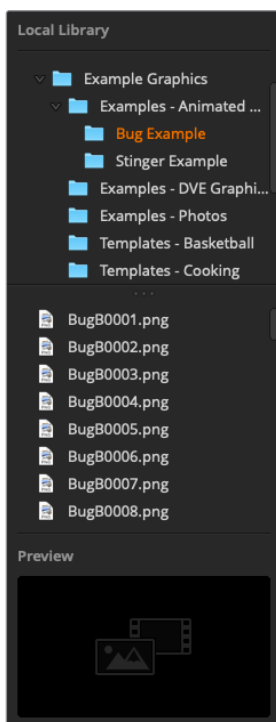 Local Library
Example Graphics
Examples - Animated ...
Bug Example
Stinger Example
Examples - DVE Graphi...
Examples - Photos
Templates - Basketball
Templates - Cooking
BugB0001.png
BugB0002.png
BugB0003.png
BugB0004.png
BugB0005.png
BugB0006.png
BugB0007.png
BugB0008.png
Preview